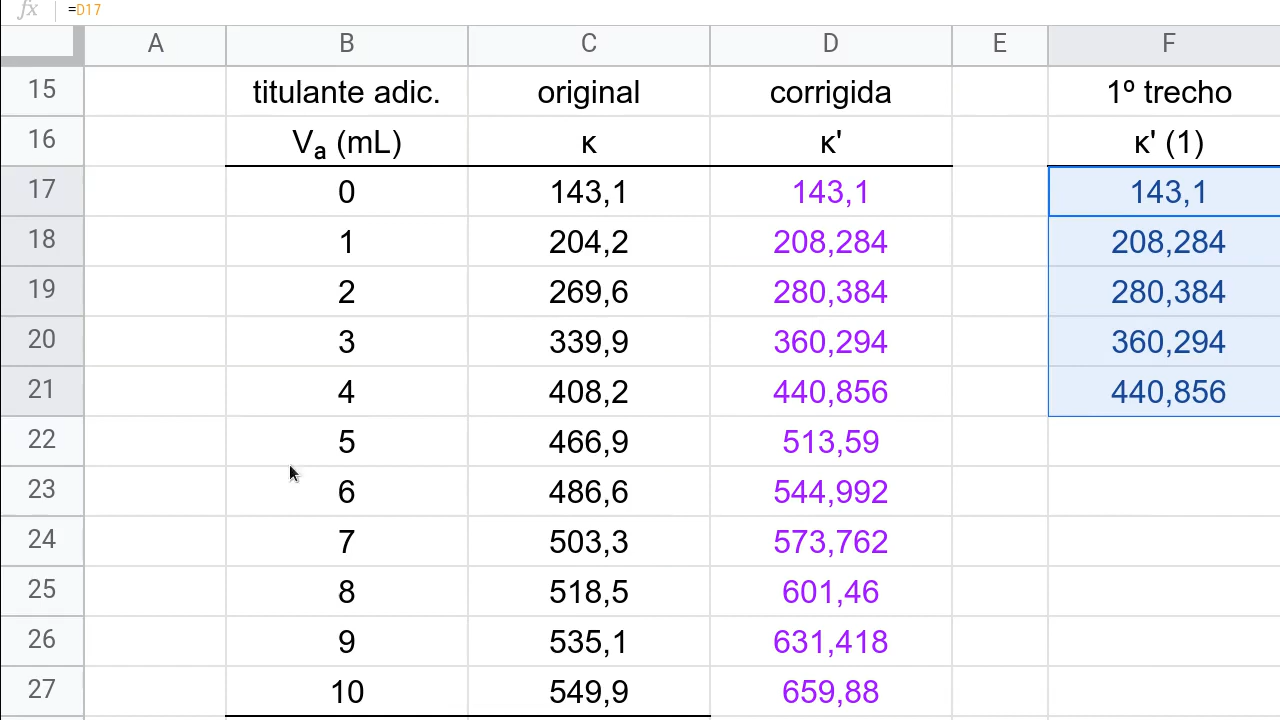 fx =D17
A B C D E F
15 titulante adic. original corrigida 1º trecho
16 Va (mL) κ κ' κ' (1)
17 0 143,1 143,1 143,1
18 1 204,2 208,284 208,284
19 2 269,6 280,384 280,384
20 3 339,9 360,294 360,294
21 4 408,2 440,856 440,856
22 5 466,9 513,59
23 6 486,6 544,992
24 7 503,3 573,762
25 8 518,5 601,46
26 9 535,1 631,418
27 10 549,9 659,88